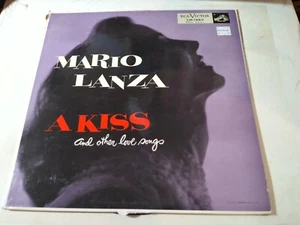 RCA VICTOR
MARIO
LANZA
A KISS
and other love songs